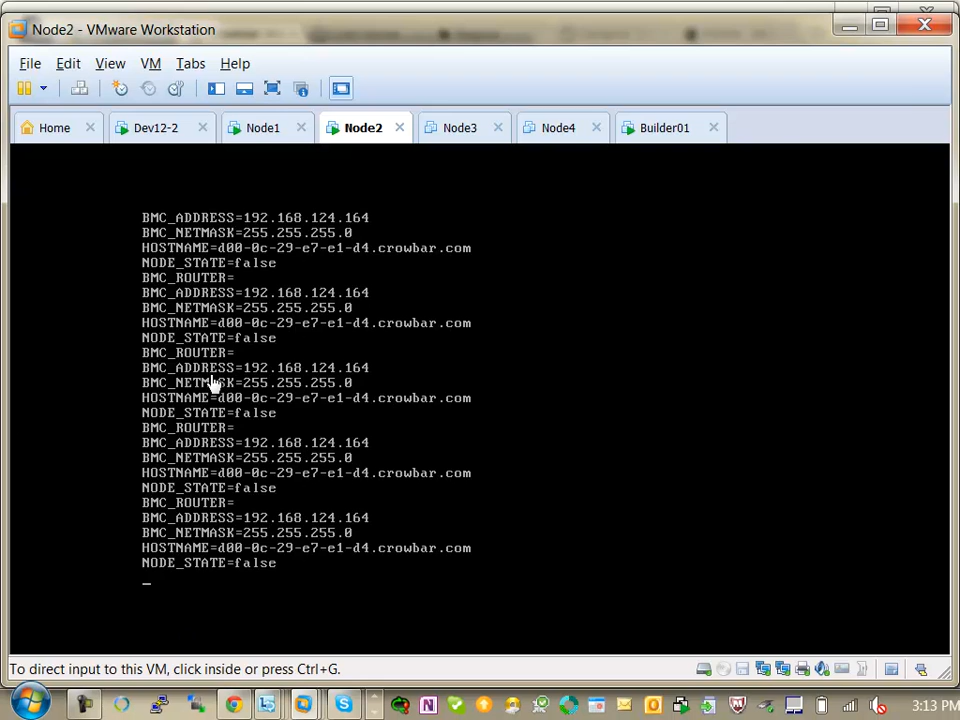 Node2 - VMware Workstation
File Edit View VM Tabs Help
Home Dev12-2 Node1 Node2 Node3 Node4 Builder01
BMC_ADDRESS=192.168.124.164
BMC_NETMASK=255.255.255.0
HOSTNAME=d00-0c-29-e7-e1-d4.crowbar.com
NODE_STATE=false
BMC_ROUTER=
BMC_ADDRESS=192.168.124.164
BMC_NETMASK=255.255.255.0
HOSTNAME=d00-0c-29-e7-e1-d4.crowbar.com
NODE_STATE=false
BMC_ROUTER=
BMC_ADDRESS=192.168.124.164
BMC_NETMASK=255.255.255.0
HOSTNAME=d00-0c-29-e7-e1-d4.crowbar.com
NODE_STATE=false
BMC_ROUTER=
BMC_ADDRESS=192.168.124.164
BMC_NETMASK=255.255.255.0
HOSTNAME=d00-0c-29-e7-e1-d4.crowbar.com
NODE_STATE=false
BMC_ROUTER=
BMC_ADDRESS=192.168.124.164
BMC_NETMASK=255.255.255.0
HOSTNAME=d00-0c-29-e7-e1-d4.crowbar.com
NODE_STATE=false
_
To direct input to this VM, click inside or press Ctrl+G.
3:13 PM